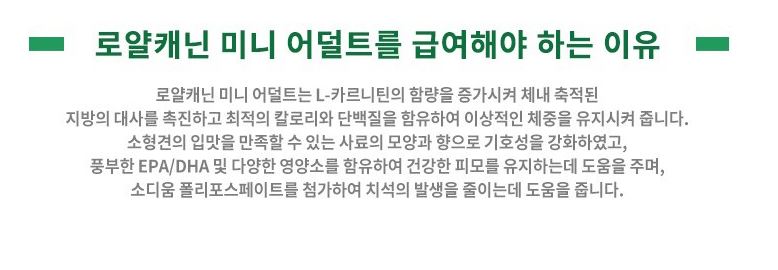 로얄캐닌 미니 어덜트를 급여해야 하는 이유
로얄캐닌 미니 어덜트는 L-카르니틴의 함량을 증가시켜 체내 축적된
지방의 대사를 촉진하고 최적의 칼로리와 단백질을 함유하여 이상적인 체중을 유지시켜 줍니다.
소형견의 입맛을 만족할 수 있는 사료의 모양과 향으로 기호성을 강화하였고,
풍부한 EPA/DHA 및 다양한 영양소를 함유하여 건강한 피모를 유지하는데 도움을 주며,
소디움 폴리포스페이트를 첨가하여 치석의 발생을 줄이는데 도움을 줍니다.